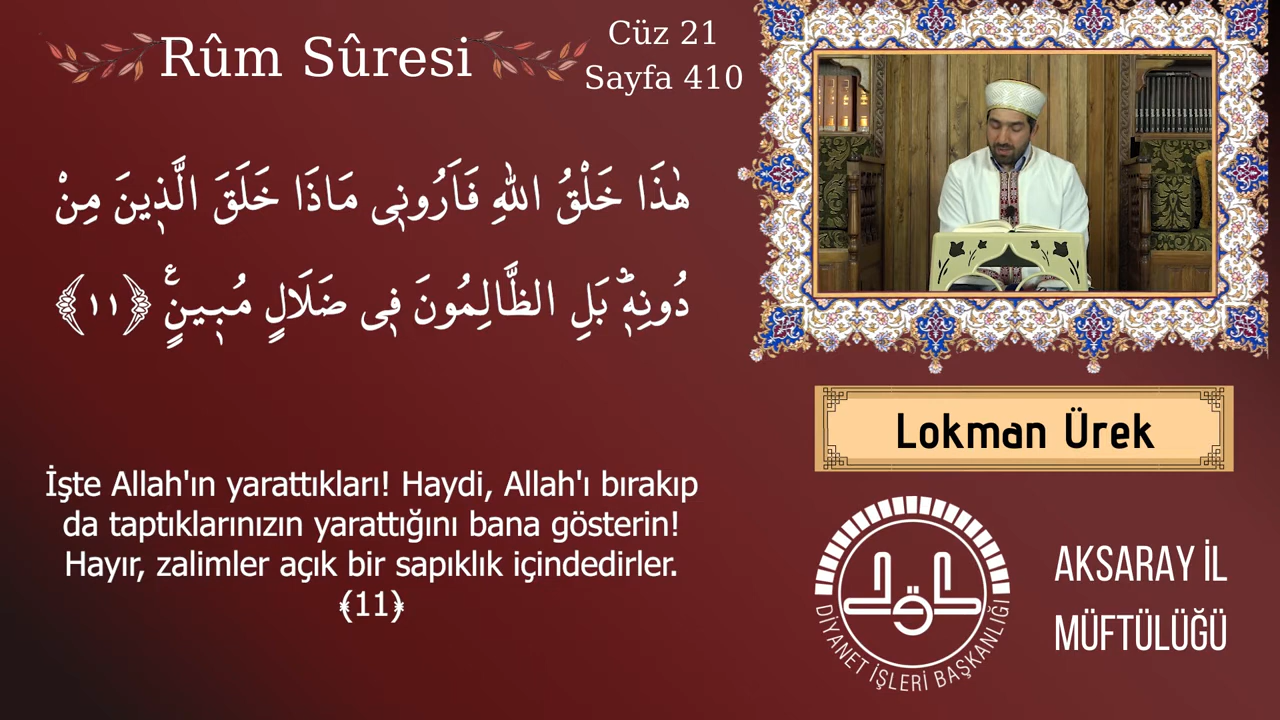 Rûm Sûresi
Cüz 21
Sayfa 410
هٰذَا خَلْقُ اللّٰهِ فَاَرُونٖى مَاذَا خَلَقَ الَّذٖينَ مِنْ
دُونِهٖؕ بَلِ الظَّالِمُونَ فٖى ضَلَالٍ مُبٖينٍࣖ ﴿١١﴾
İşte Allah'ın yarattıkları! Haydi, Allah'ı bırakıp
da taptıklarınızın yarattığını bana gösterin!
Hayır, zalimler açık bir sapıklık içindedirler.
﴾11﴿
Lokman Ürek
DİYANET İŞLERİ BAŞKANLIĞI
AKSARAY İL
MÜFTÜLÜĞÜ